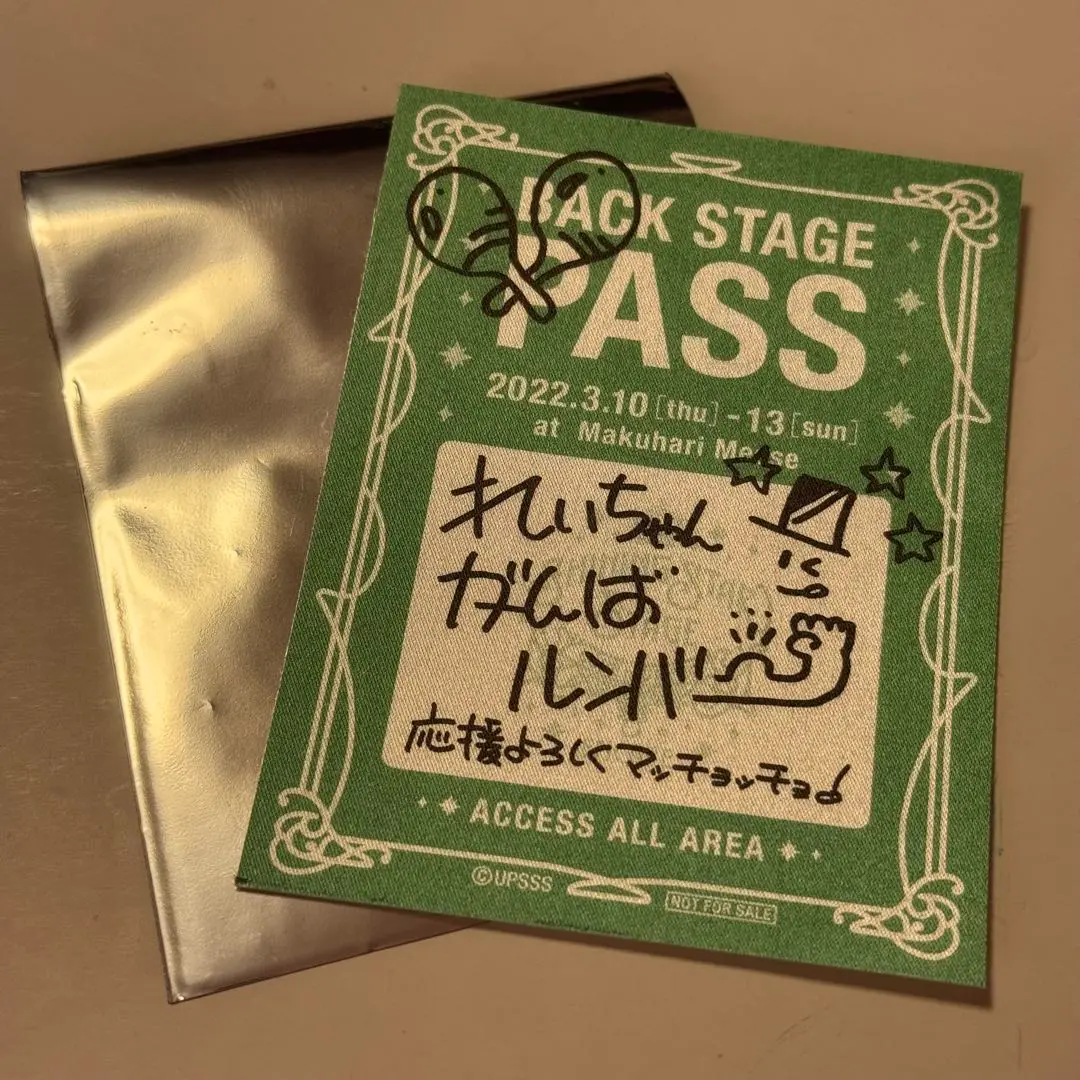 BACK STAGE
PASS
2022.3.10[thu]-13[sun]
at Makuhari Messe
れいちゃん
がんば
ルンバ
応援よろしくマッチョッチョ♪
ACCESS ALL AREA
©UPSSS
NOT FOR SALE